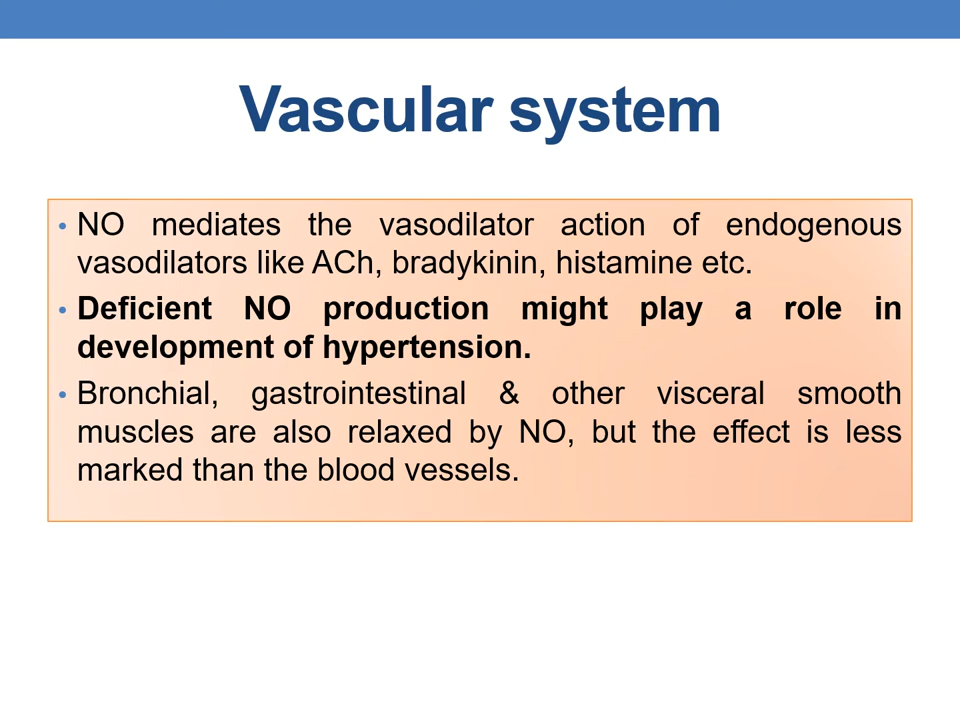 Vascular system
• NO mediates the vasodilator action of endogenous
vasodilators like ACh, bradykinin, histamine etc.
• Deficient NO production might play a role in
development of hypertension.
• Bronchial, gastrointestinal & other visceral smooth
muscles are also relaxed by NO, but the effect is less
marked than the blood vessels.